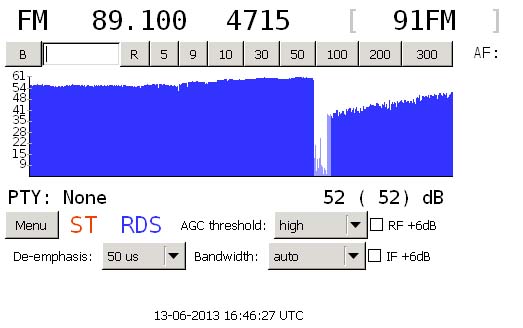 FM 89.100 4715 [ 91FM ]
B R 5 9 10 30 50 100 200 300 AF:
61
54
48
41
35
28
22
15
9
PTY: None 52 ( 52) dB
Menu ST RDS AGC threshold: high RF +6dB
De-emphasis: 50 us Bandwidth: auto IF +6dB
13-06-2013 16:46:27 UTC